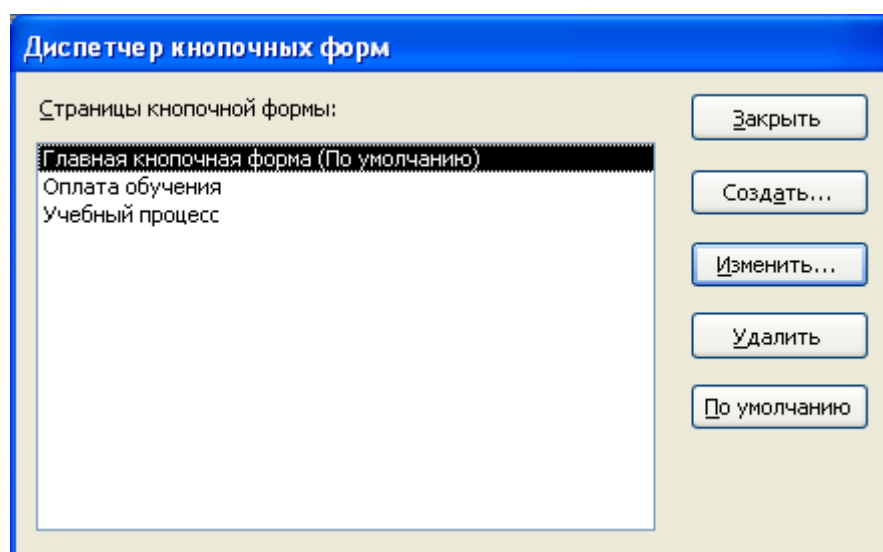 Диспетчер кнопочных форм
Страницы кнопочной формы:
Главная кнопочная форма (По умолчанию)
Оплата обучения
Учебный процесс
Закрыть
Создать...
Изменить...
Удалить
По умолчанию